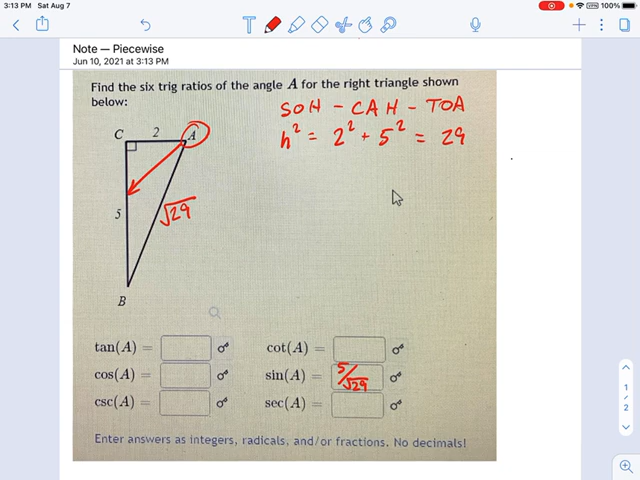 3:13 PM Sat Aug 7
100%
Note — Piecewise
Jun 10, 2021 at 3:13 PM
Find the six trig ratios of the angle A for the right triangle shown
below:
SOH - CAH - TOA
h² = 2² + 5² = 29
C 2 A
5
√29
B
tan(A) =
cot(A) =
cos(A) =
sin(A) = 5/√29
csc(A) =
sec(A) =
Enter answers as integers, radicals, and/or fractions. No decimals!
1
/
2